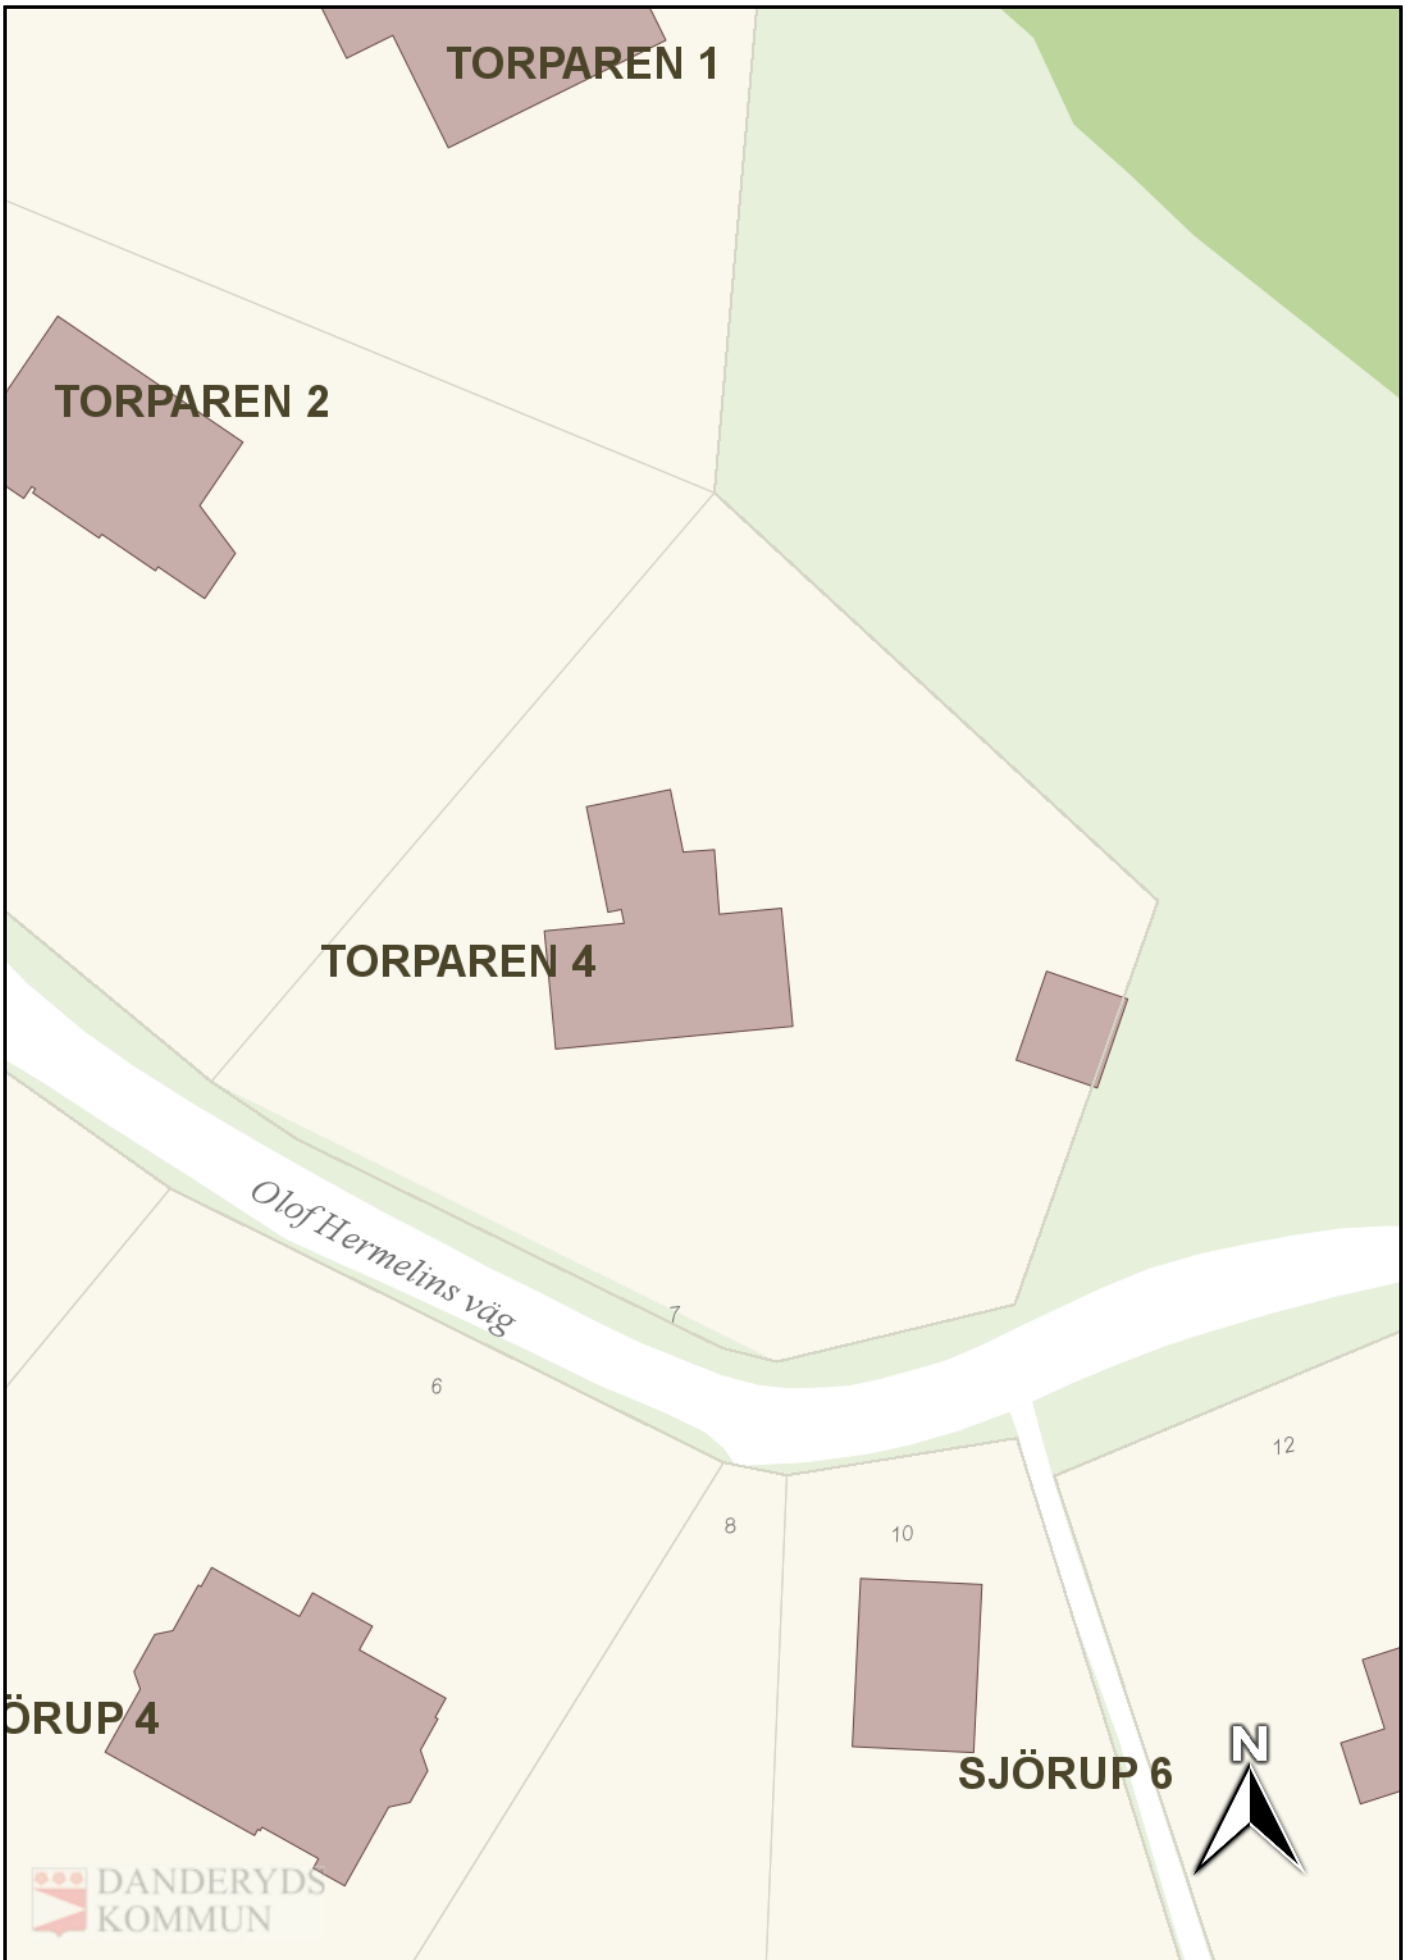 TORPAREN 1
TORPAREN 2
TORPAREN 4
Olof Hermelins väg
7
6
12
8
10
ÖRUP 4
SJÖRUP 6
N
DANDERYDS
KOMMUN